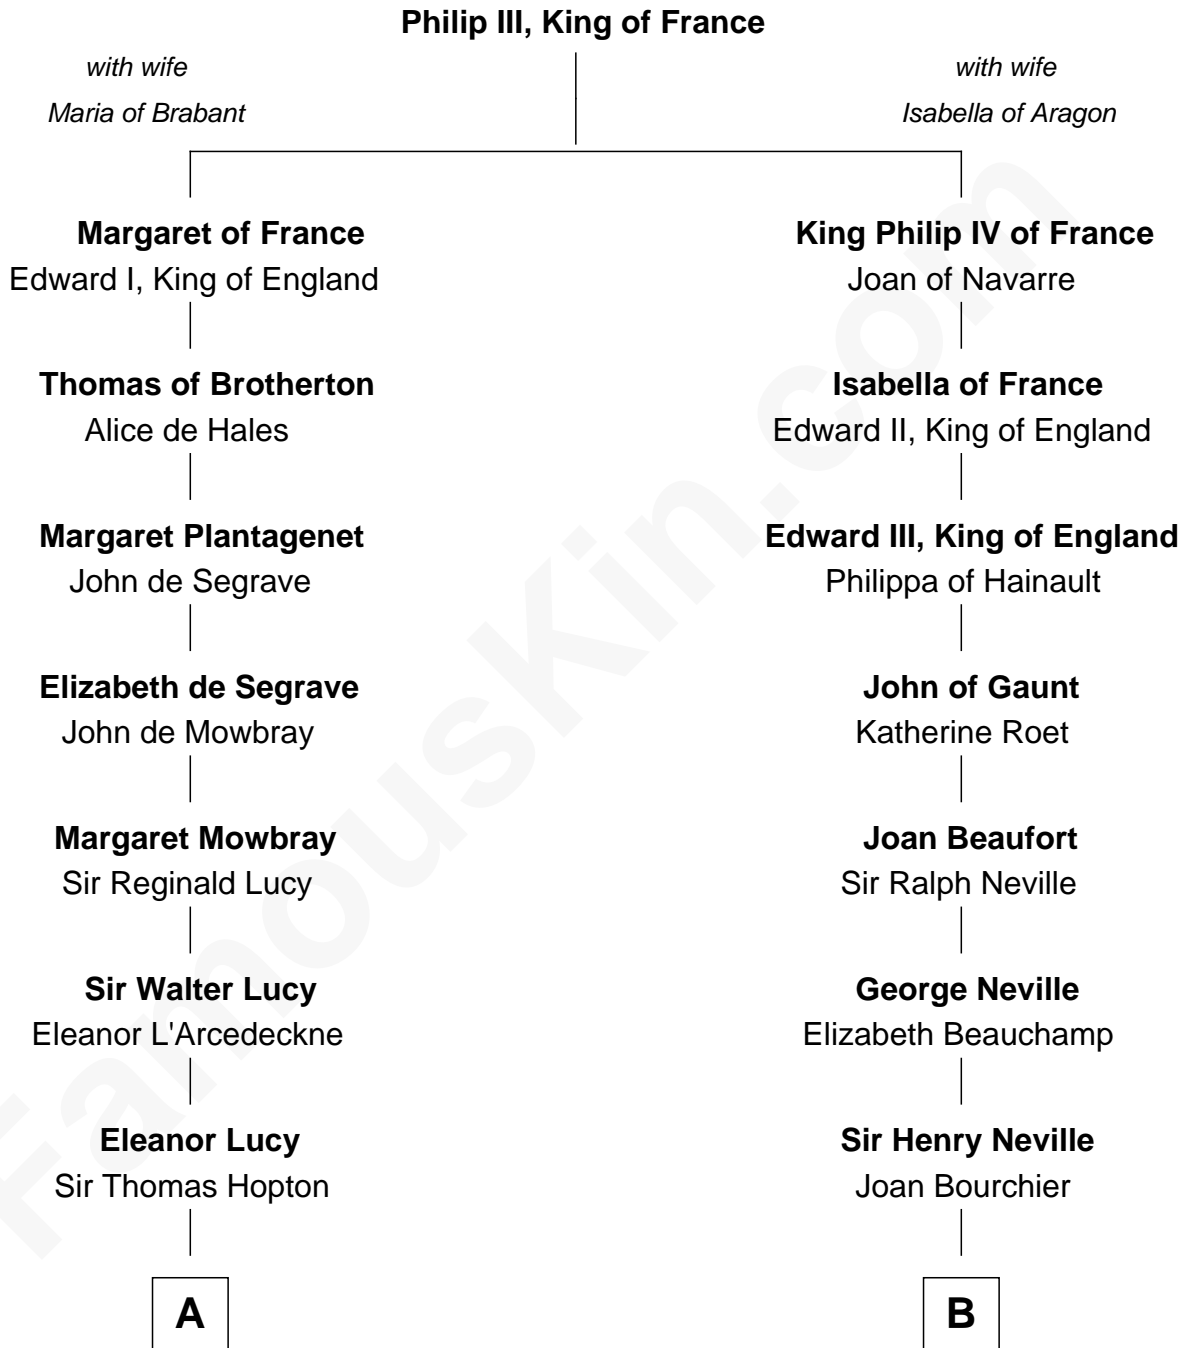 Philip III, King of France
with wife
Maria of Brabant
with wife
Isabella of Aragon
Margaret of France
Edward I, King of England
Thomas of Brotherton
Alice de Hales
Margaret Plantagenet
John de Segrave
Elizabeth de Segrave
John de Mowbray
Margaret Mowbray
Sir Reginald Lucy
Sir Walter Lucy
Eleanor L'Arcedeckne
Eleanor Lucy
Sir Thomas Hopton
A
King Philip IV of France
Joan of Navarre
Isabella of France
Edward II, King of England
Edward III, King of England
Philippa of Hainault
John of Gaunt
Katherine Roet
Joan Beaufort
Sir Ralph Neville
George Neville
Elizabeth Beauchamp
Sir Henry Neville
Joan Bourchier
B
FamousKin.com